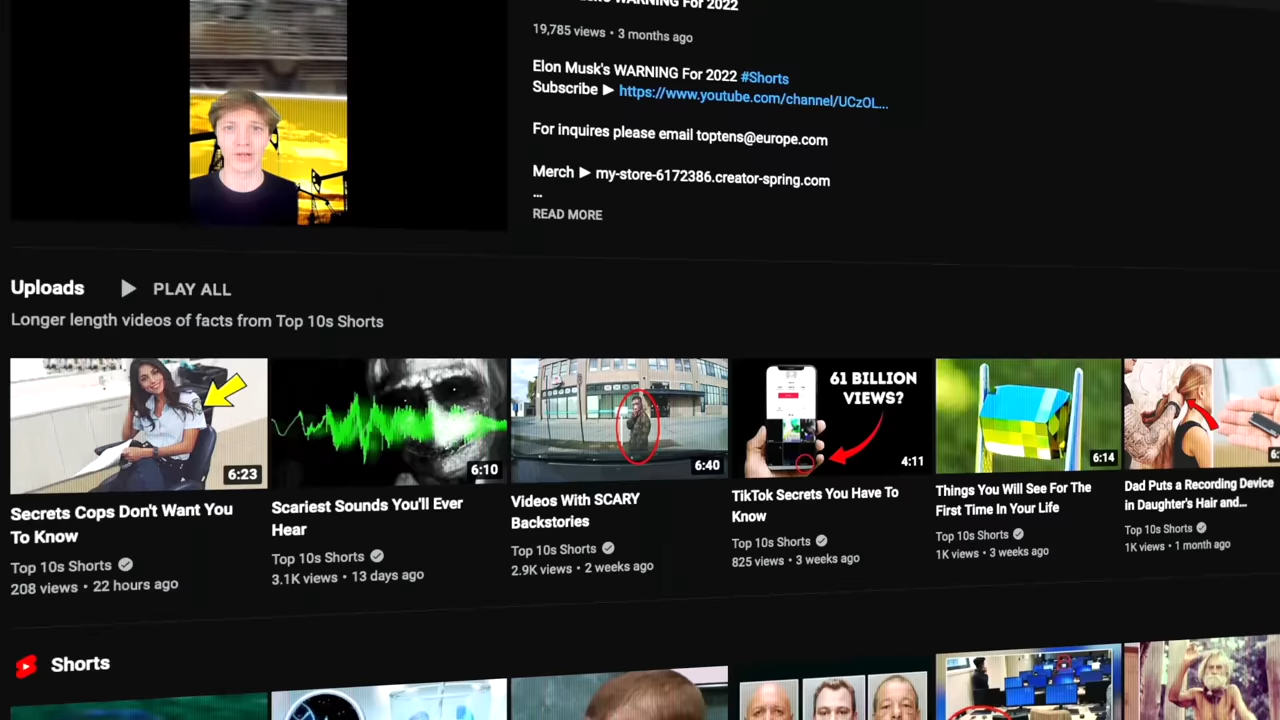 WARNING For 2022
19,785 views • 3 months ago
Elon Musk's WARNING For 2022 #Shorts
Subscribe ▶ https://www.youtube.com/channel/UCzOL...
For inquires please email toptens@europe.com
Merch ▶ my-store-6172386.creator-spring.com
...
READ MORE
Uploads ▶ PLAY ALL
Longer length videos of facts from Top 10s Shorts
6:23
Secrets Cops Don't Want You
To Know
Top 10s Shorts
208 views • 22 hours ago
6:10
Scariest Sounds You'll Ever
Hear
Top 10s Shorts
3.1K views • 13 days ago
6:40
Videos With SCARY
Backstories
Top 10s Shorts
2.9K views • 2 weeks ago
61 BILLION
VIEWS?
4:11
TikTok Secrets You Have To
Know
Top 10s Shorts
825 views • 3 weeks ago
6:14
Things You Will See For The
First Time In Your Life
Top 10s Shorts
1K views • 3 weeks ago
Dad Puts a Recording Device
in Daughter's Hair and...
Top 10s Shorts
1K views • 1 month ago
Shorts